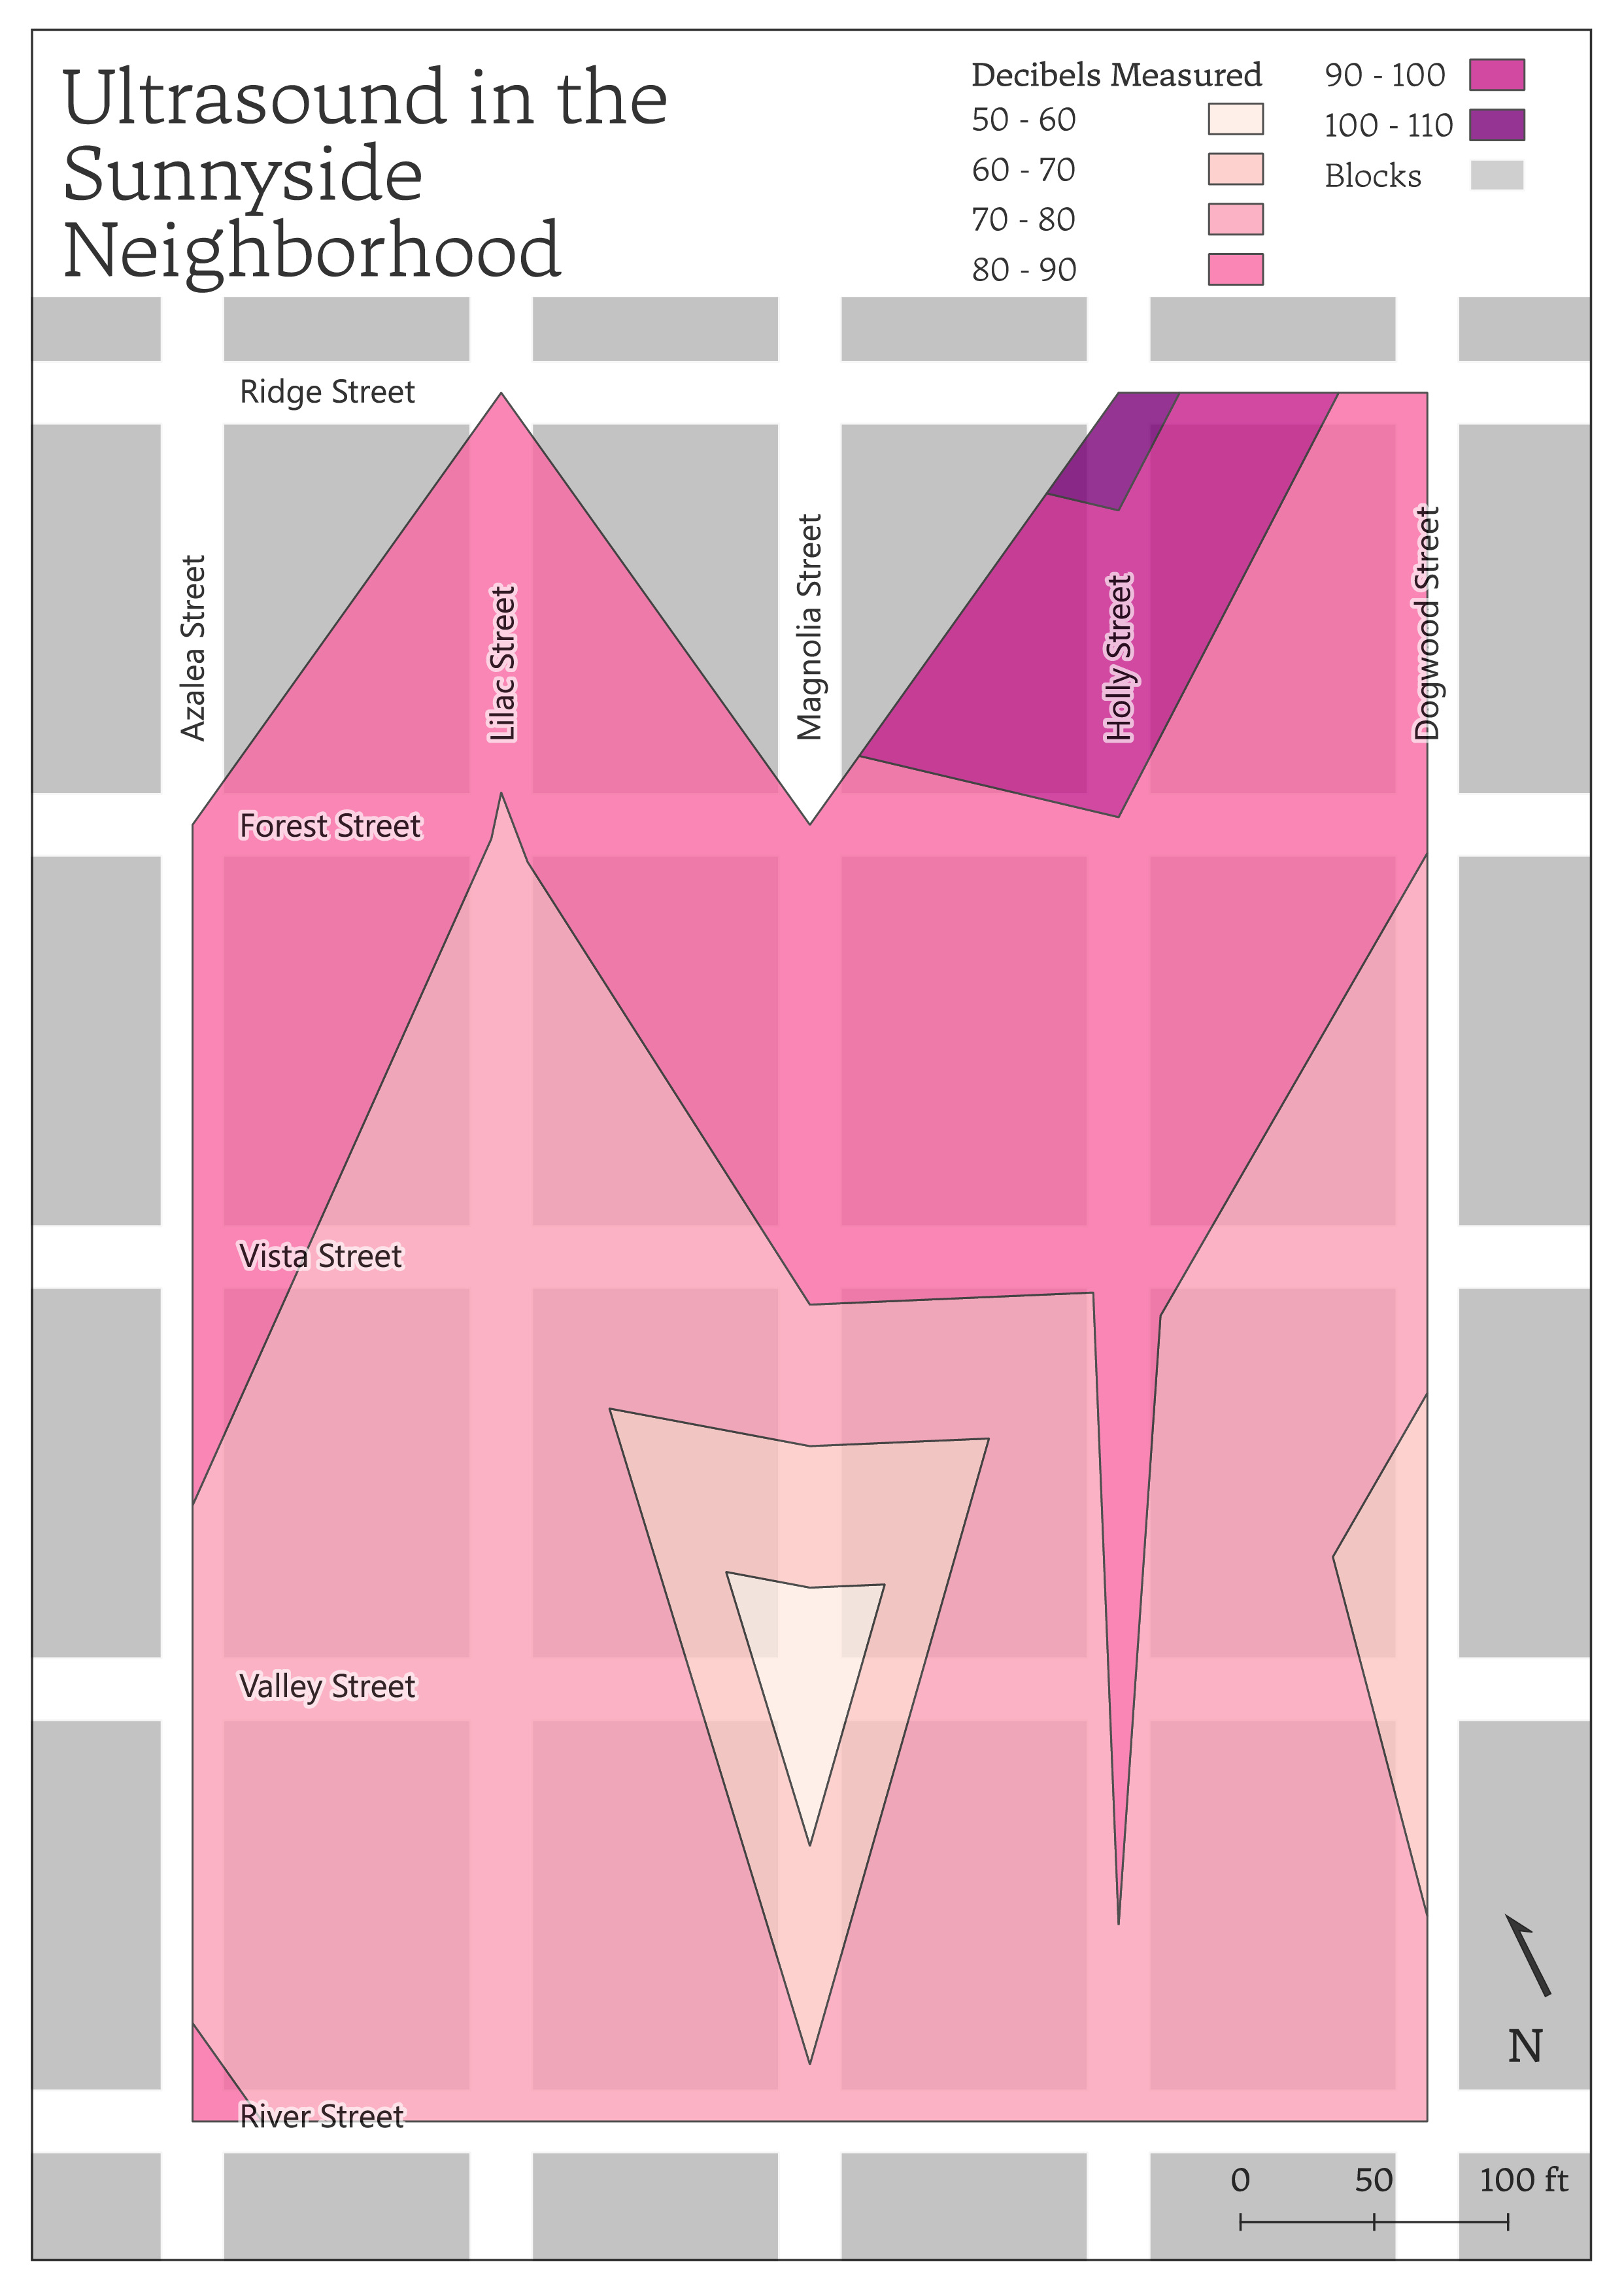 Ultrasound in the
Sunnyside
Neighborhood
Decibels Measured
50 - 60
60 - 70
70 - 80
80 - 90
90 - 100
100 - 110
Blocks
Ridge Street
Azalea Street
Lilac Street
Magnolia Street
Holly Street
Dogwood Street
Forest Street
Vista Street
Valley Street
River Street
N
0 50 100 ft